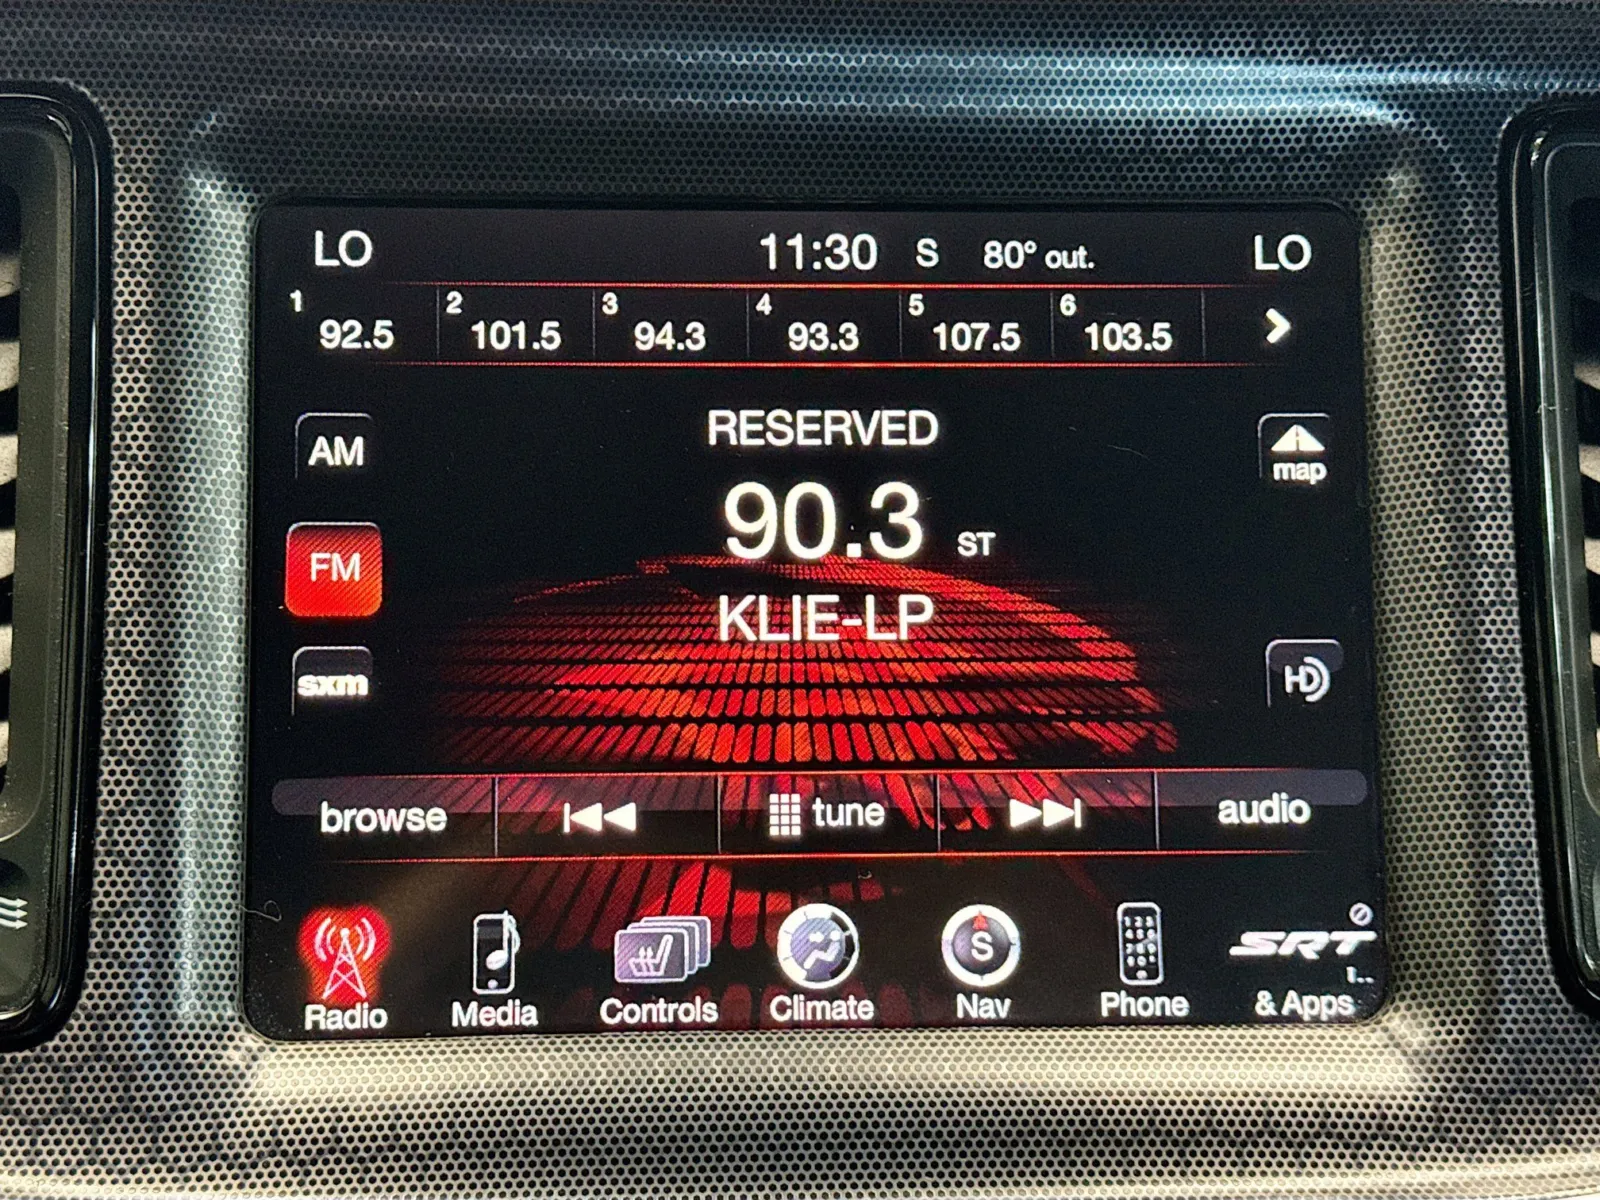 LO 11:30 S 80° out. LO
1 92.5 2 101.5 3 94.3 4 93.3 5 107.5 6 103.5
RESERVED
AM
map
90.3 ST
FM
KLIE-LP
sxm
HD
browse tune audio
S
SRT
Radio Media Controls Climate Nav Phone & Apps